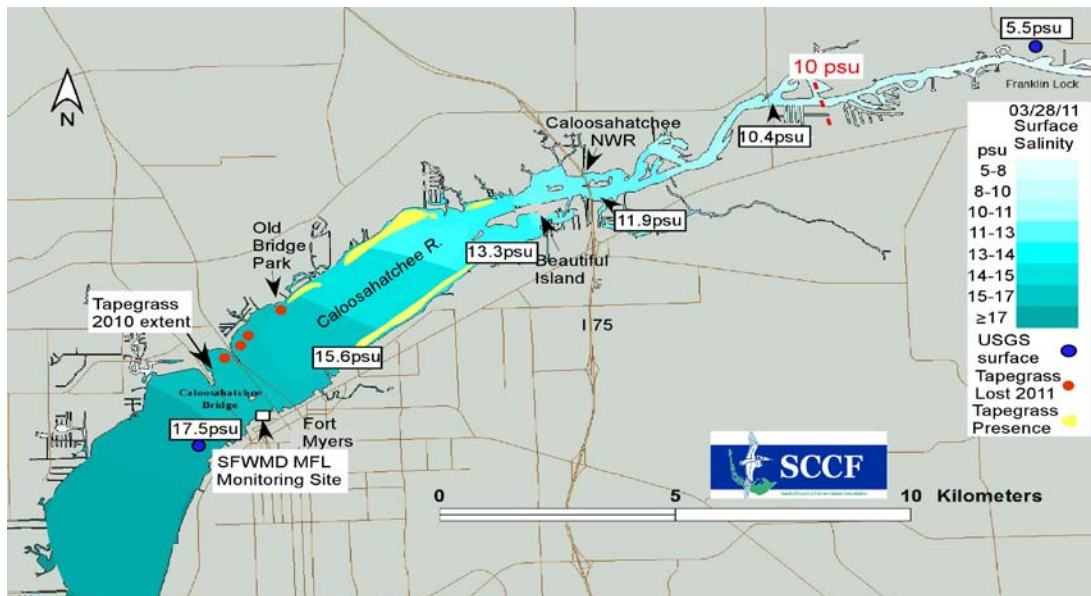 5.5psu
10 psu
Franklin Lock
N
Caloosahatchee
NWR
10.4psu
03/28/11
Surface
Salinity
psu
5-8
8-10
10-11
11-13
13-14
14-15
15-17
≥17
USGS
surface
Tapegrass
Lost 2011
Tapegrass
Presence
11.9psu
Old
Bridge
Park
13.3psu
Beautiful
Island
Caloosahatchee R.
Tapegrass
2010 extent
I 75
15.6psu
Caloosahatchee
Bridge
17.5psu
Fort
Myers
SFWMD MFL
Monitoring Site
SCCF
0 5 10 Kilometers